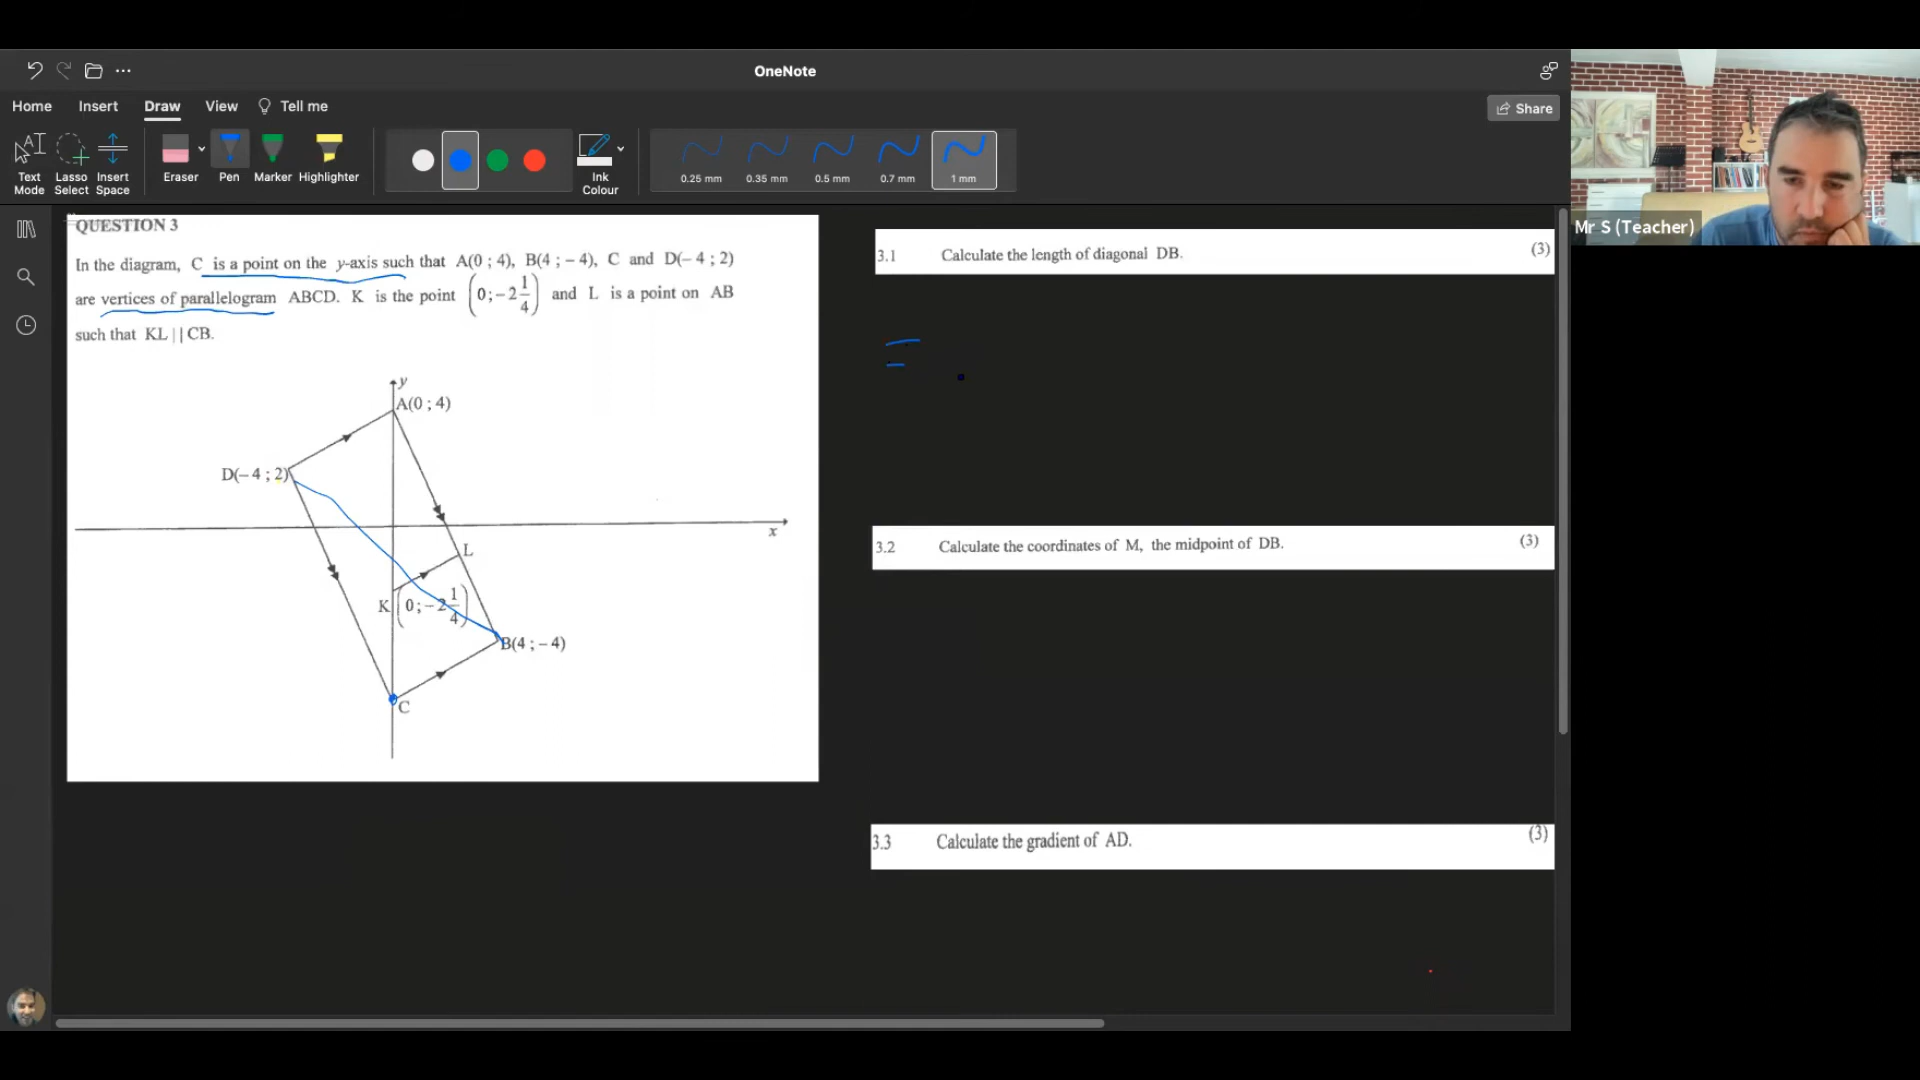 OneNote
Home Insert Draw View Tell me
Share
Text Mode
Lasso Select
Insert Space
Eraser
Pen
Marker
Highlighter
Ink Colour
0.25 mm
0.35 mm
0.5 mm
0.7 mm
1 mm
Mr S (Teacher)
QUESTION 3
In the diagram, C is a point on the y-axis such that A(0 ; 4), B(4 ; – 4), C and D(– 4 ; 2)
are vertices of parallelogram ABCD. K is the point (0 ; – 2 1/4) and L is a point on AB
such that KL || CB.
y
A(0 ; 4)
D(– 4 ; 2)
x
L
K (0 ; – 2 1/4)
B(4 ; – 4)
C
3.1 Calculate the length of diagonal DB. (3)
=
3.2 Calculate the coordinates of M, the midpoint of DB. (3)
3.3 Calculate the gradient of AD. (3)